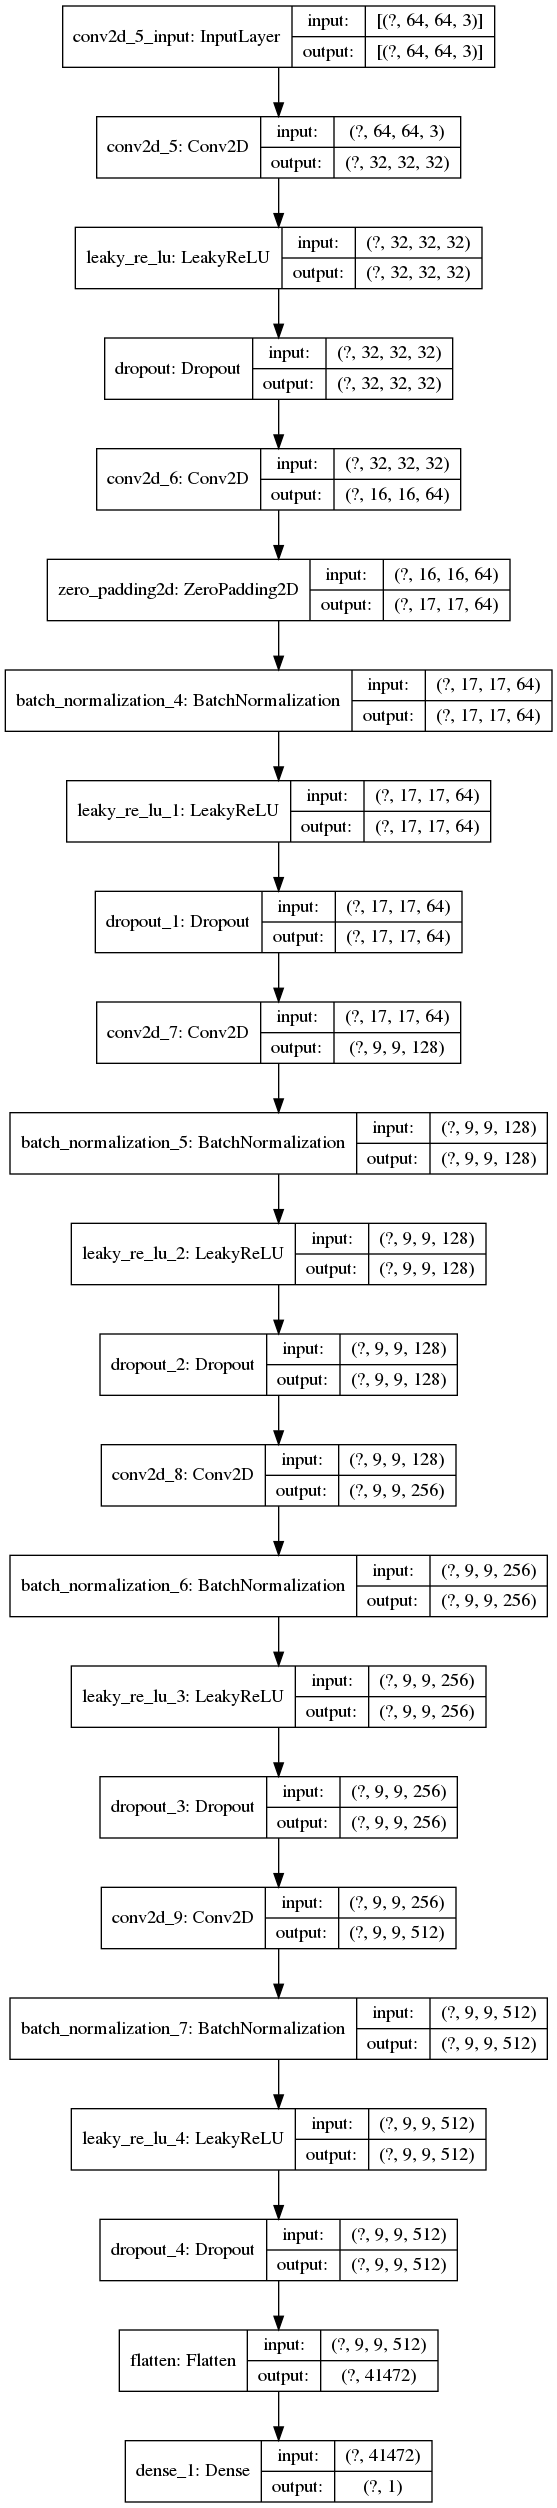 conv2d_5_input: InputLayer input: [(?, 64, 64, 3)]
output: [(?, 64, 64, 3)]
conv2d_5: Conv2D input: (?, 64, 64, 3)
output: (?, 32, 32, 32)
leaky_re_lu: LeakyReLU input: (?, 32, 32, 32)
output: (?, 32, 32, 32)
dropout: Dropout input: (?, 32, 32, 32)
output: (?, 32, 32, 32)
conv2d_6: Conv2D input: (?, 32, 32, 32)
output: (?, 16, 16, 64)
zero_padding2d: ZeroPadding2D input: (?, 16, 16, 64)
output: (?, 17, 17, 64)
batch_normalization_4: BatchNormalization input: (?, 17, 17, 64)
output: (?, 17, 17, 64)
leaky_re_lu_1: LeakyReLU input: (?, 17, 17, 64)
output: (?, 17, 17, 64)
dropout_1: Dropout input: (?, 17, 17, 64)
output: (?, 17, 17, 64)
conv2d_7: Conv2D input: (?, 17, 17, 64)
output: (?, 9, 9, 128)
batch_normalization_5: BatchNormalization input: (?, 9, 9, 128)
output: (?, 9, 9, 128)
leaky_re_lu_2: LeakyReLU input: (?, 9, 9, 128)
output: (?, 9, 9, 128)
dropout_2: Dropout input: (?, 9, 9, 128)
output: (?, 9, 9, 128)
conv2d_8: Conv2D input: (?, 9, 9, 128)
output: (?, 9, 9, 256)
batch_normalization_6: BatchNormalization input: (?, 9, 9, 256)
output: (?, 9, 9, 256)
leaky_re_lu_3: LeakyReLU input: (?, 9, 9, 256)
output: (?, 9, 9, 256)
dropout_3: Dropout input: (?, 9, 9, 256)
output: (?, 9, 9, 256)
conv2d_9: Conv2D input: (?, 9, 9, 256)
output: (?, 9, 9, 512)
batch_normalization_7: BatchNormalization input: (?, 9, 9, 512)
output: (?, 9, 9, 512)
leaky_re_lu_4: LeakyReLU input: (?, 9, 9, 512)
output: (?, 9, 9, 512)
dropout_4: Dropout input: (?, 9, 9, 512)
output: (?, 9, 9, 512)
flatten: Flatten input: (?, 9, 9, 512)
output: (?, 41472)
dense_1: Dense input: (?, 41472)
output: (?, 1)